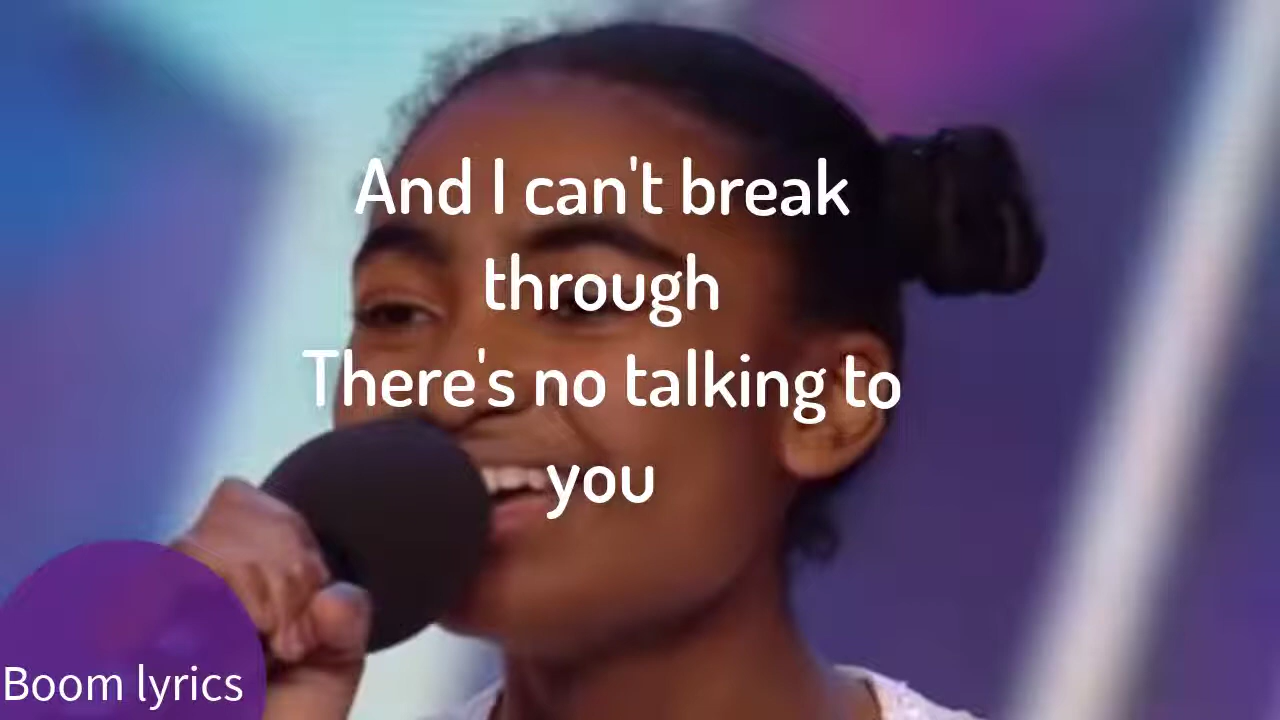 And I can't break
through
There's no talking to
you
Boom lyrics